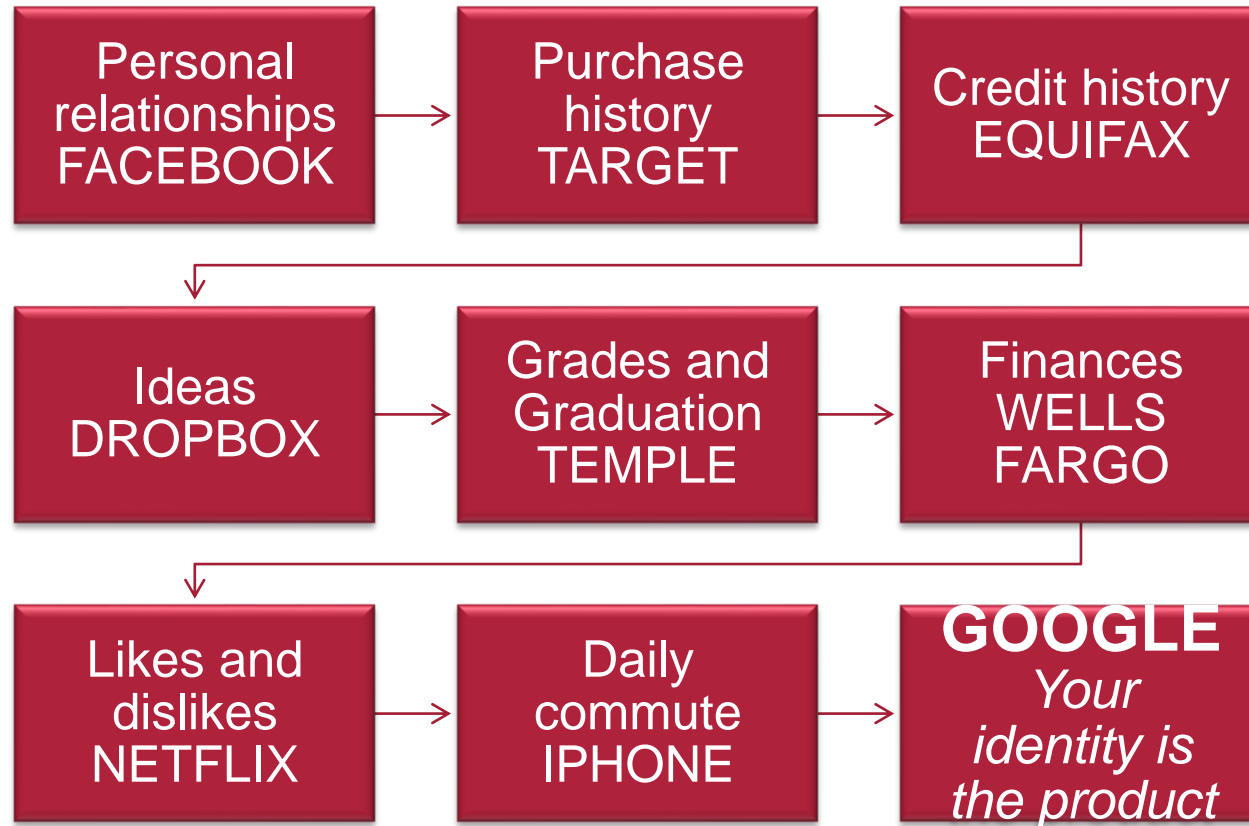 Personal
relationships
FACEBOOK
Purchase
history
TARGET
Credit history
EQUIFAX
Ideas
DROPBOX
Grades and
Graduation
TEMPLE
Finances
WELLS
FARGO
Likes and
dislikes
NETFLIX
Daily
commute
IPHONE
GOOGLE
Your
identity is
the product